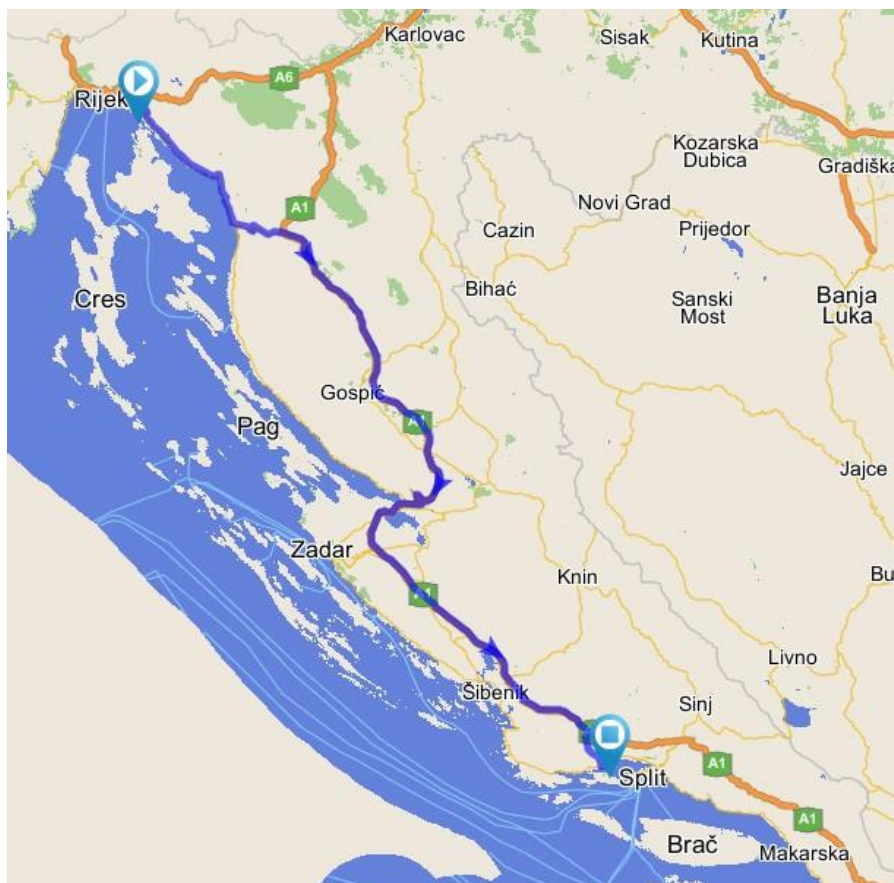 Karlovac
Sisak
Kutina
A6
Rijek
Kozarska
Dubica
Gradiška
Novi Grad
A1
Cazin
Prijedor
Bihać
Cres
Sanski
Most
Banja
Luka
Gospić
A1
Pag
Jajce
Zadar
Knin
Bu
A1
Livno
Šibenik
Sinj
Split
A1
Brač
A1
Makarska